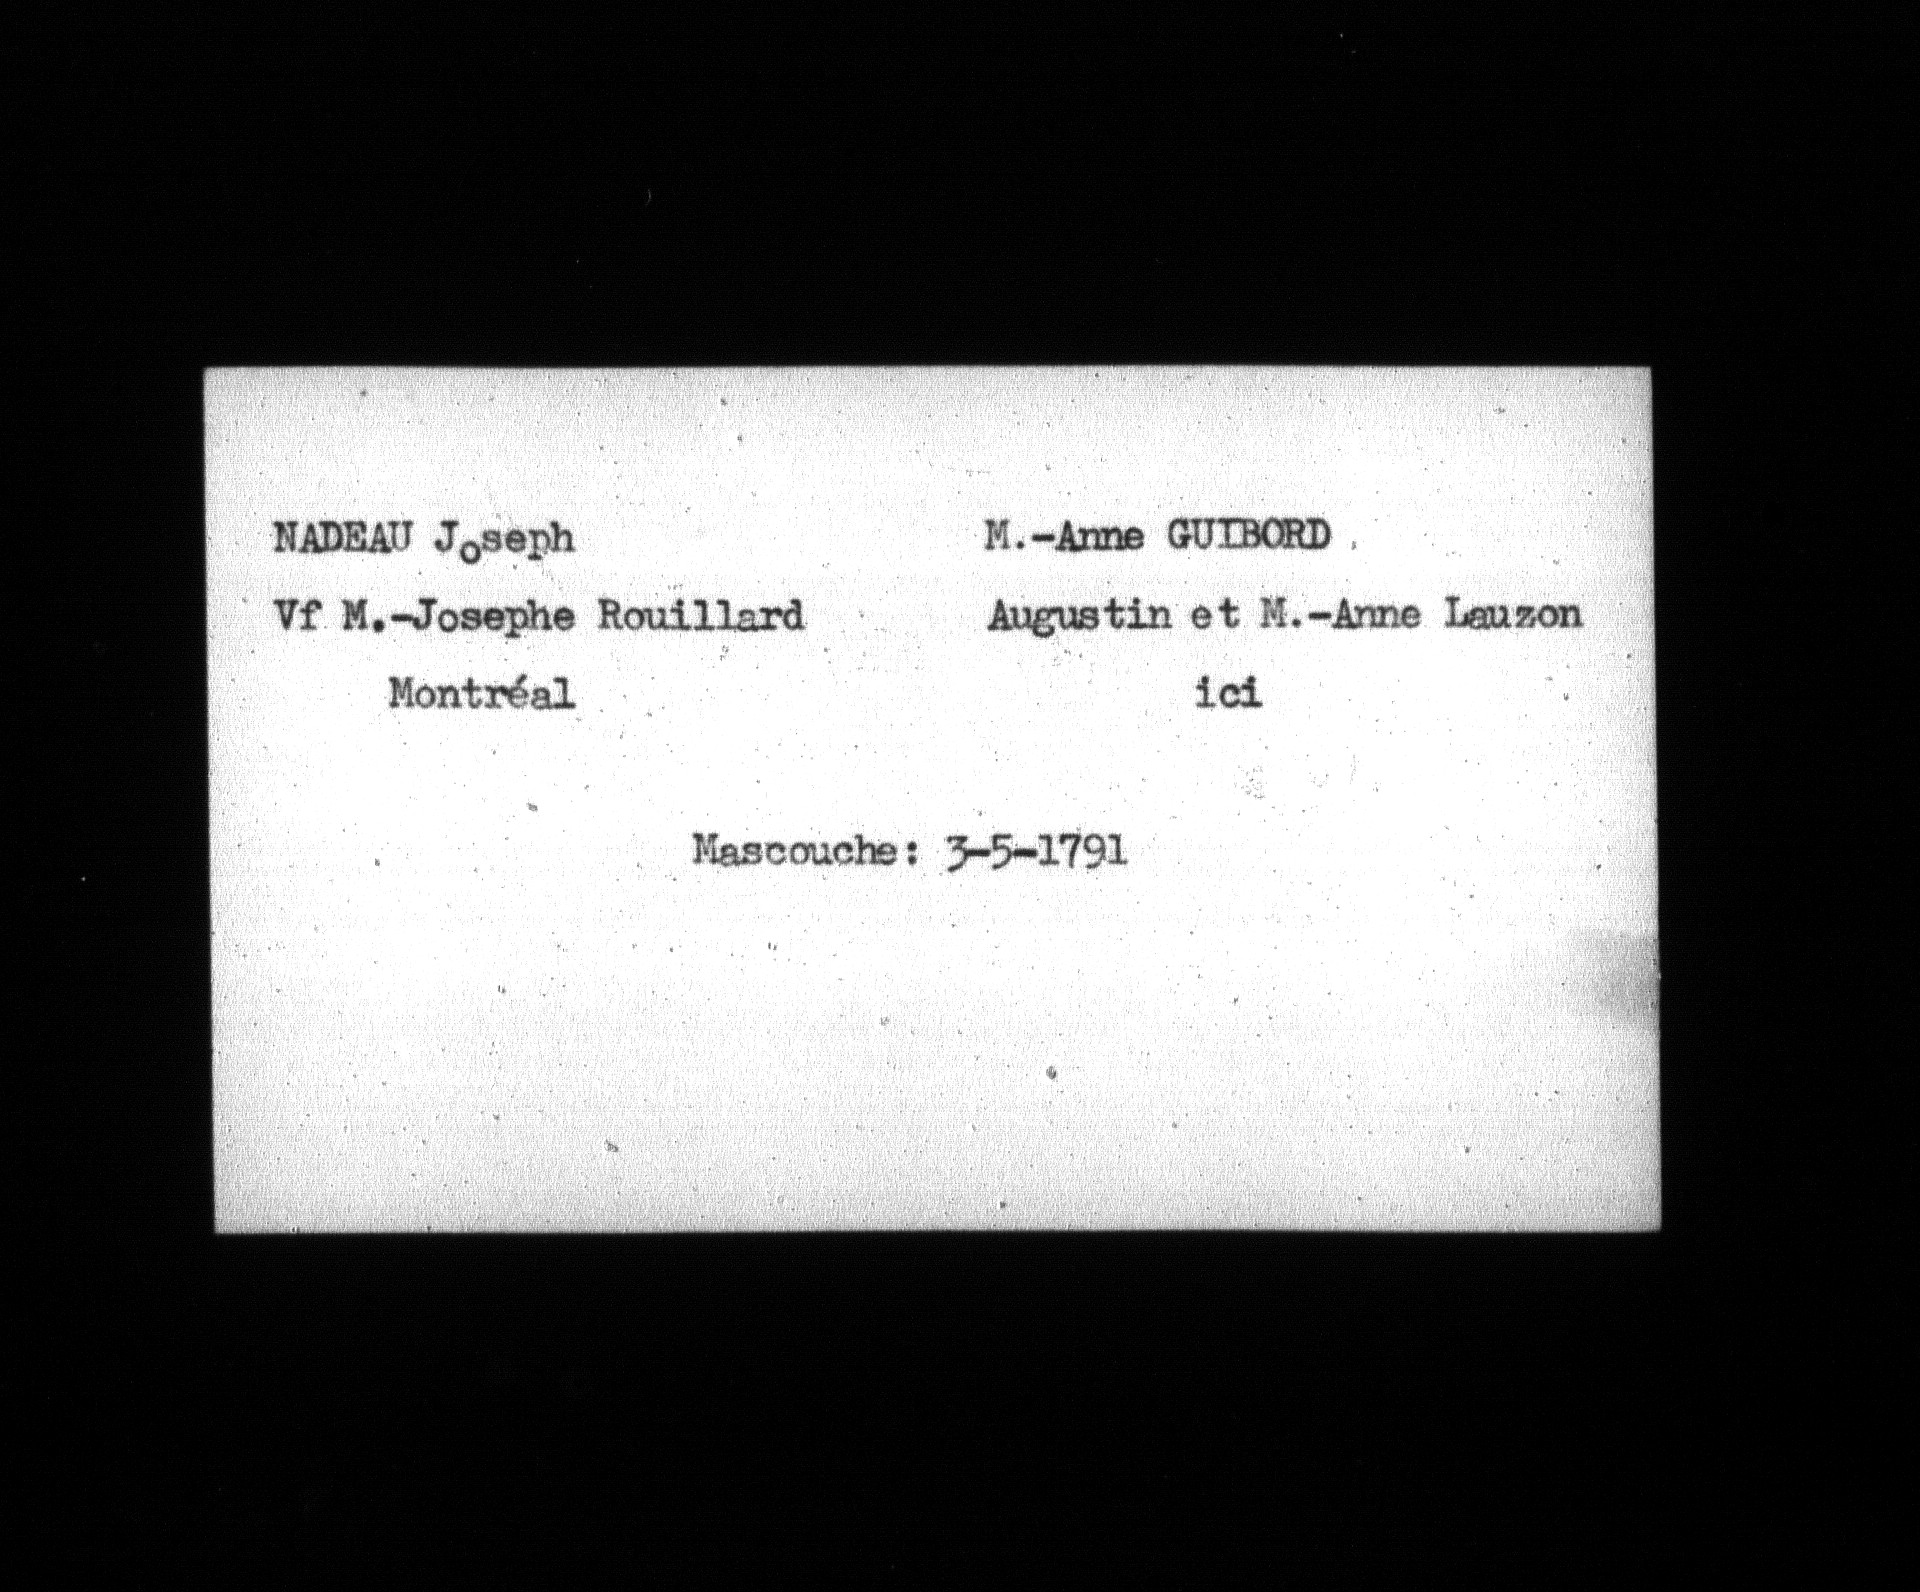 NADEAU Joseph M.-Anne GUIBORD
Vf M.-Josephe Rouillard Augustin et M.-Anne Lauzon
Montréal ici
Mascouche: 3-5-1791